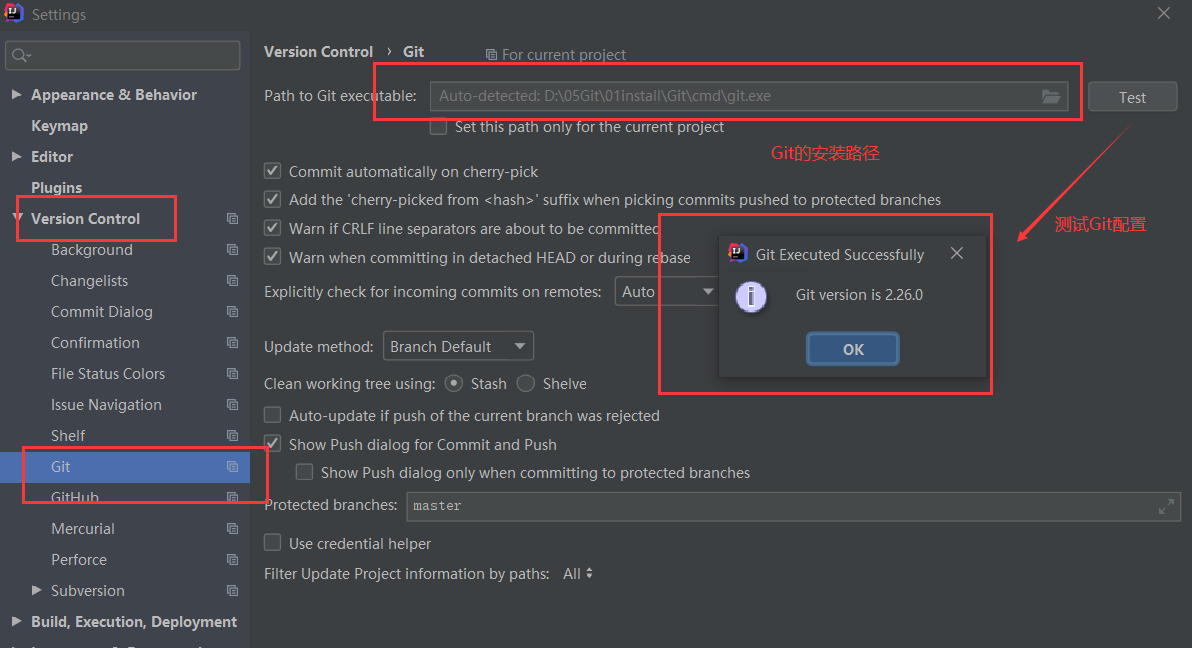 Settings
Version Control › Git For current project
Appearance & Behavior
Keymap
Editor
Plugins
Version Control
Background
Changelists
Commit Dialog
Confirmation
File Status Colors
Issue Navigation
Shelf
Git
GitHub
Mercurial
Perforce
Subversion
Build, Execution, Deployment
Path to Git executable: Auto-detected: D:\05Git\01install\Git\cmd\git.exe Test
Set this path only for the current project
Git的安装路径
Commit automatically on cherry-pick
Add the 'cherry-picked from <hash>' suffix when picking commits pushed to protected branches
Warn if CRLF line separators are about to be committed
测试Git配置
Warn when committing in detached HEAD or during rebase
Explicitly check for incoming commits on remotes: Auto
Git Executed Successfully
Git version is 2.26.0
OK
Update method: Branch Default
Clean working tree using: Stash Shelve
Auto-update if push of the current branch was rejected
Show Push dialog for Commit and Push
Show Push dialog only when committing to protected branches
Protected branches: master
Use credential helper
Filter Update Project information by paths: All